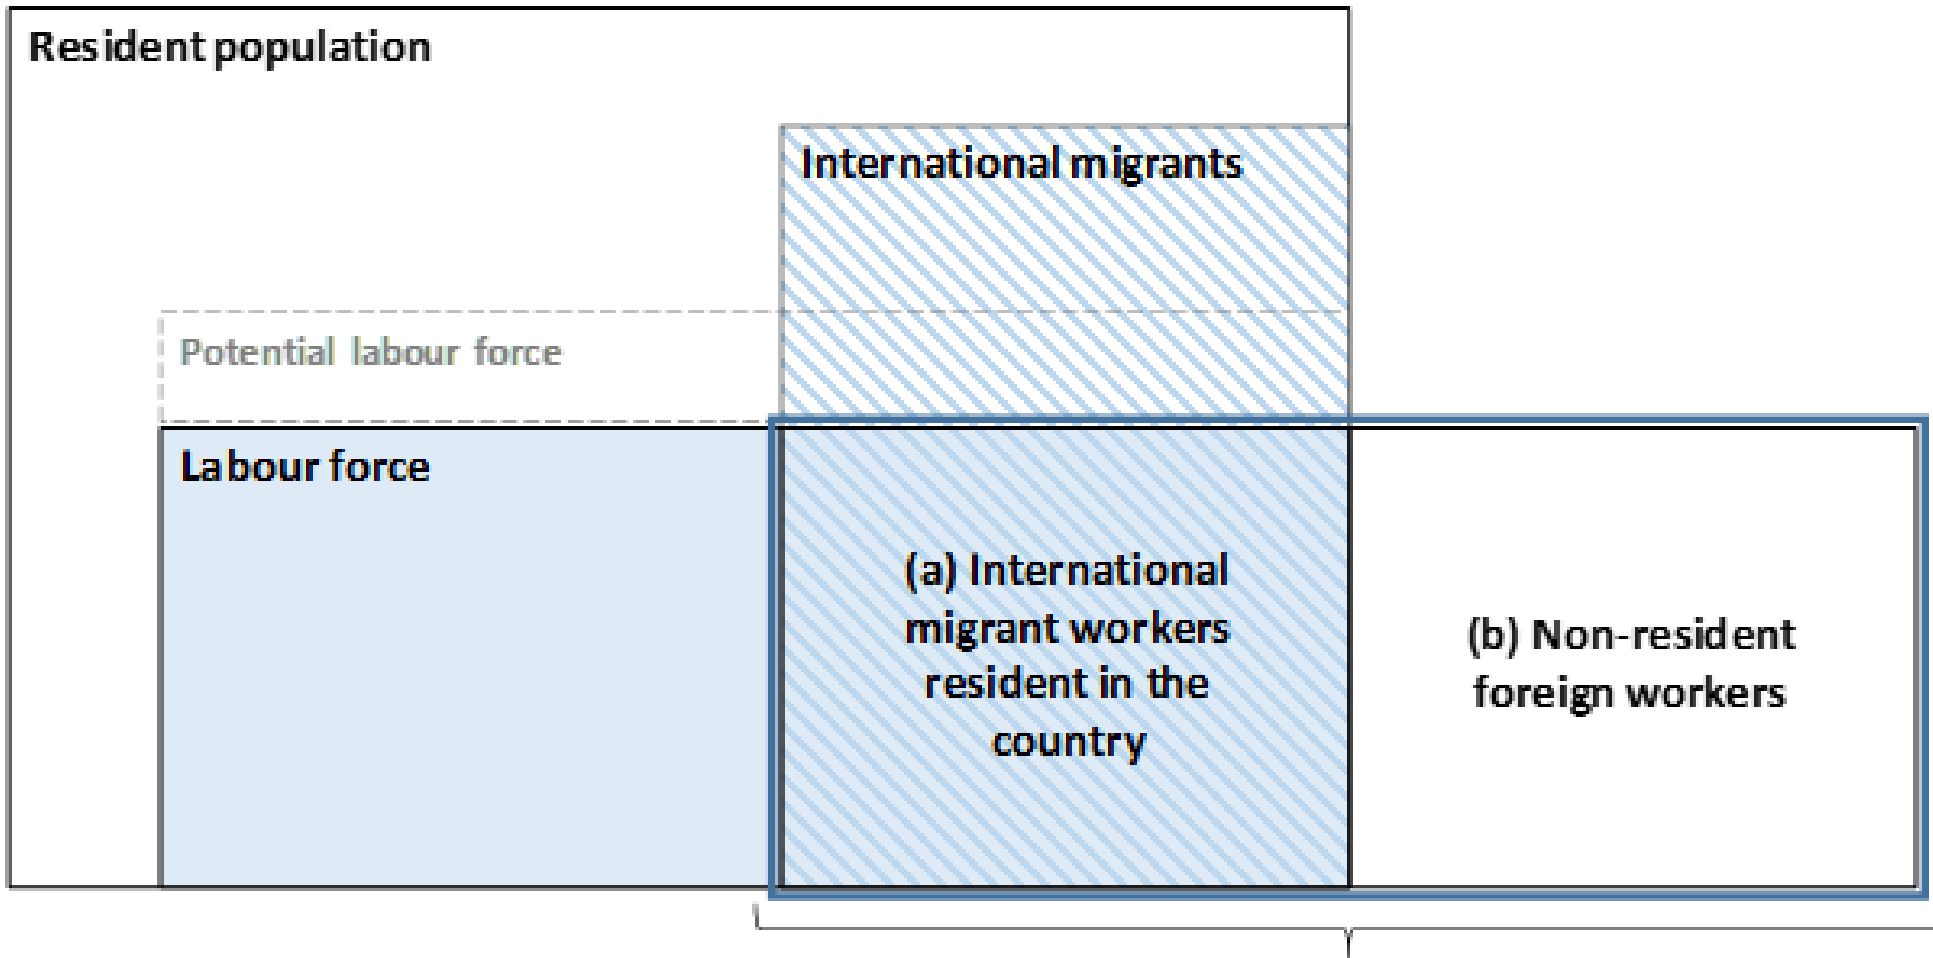 Resident population
International migrants
Potential labour force
Labour force
(a) International
migrant workers
resident in the
country
(b) Non-resident
foreign workers